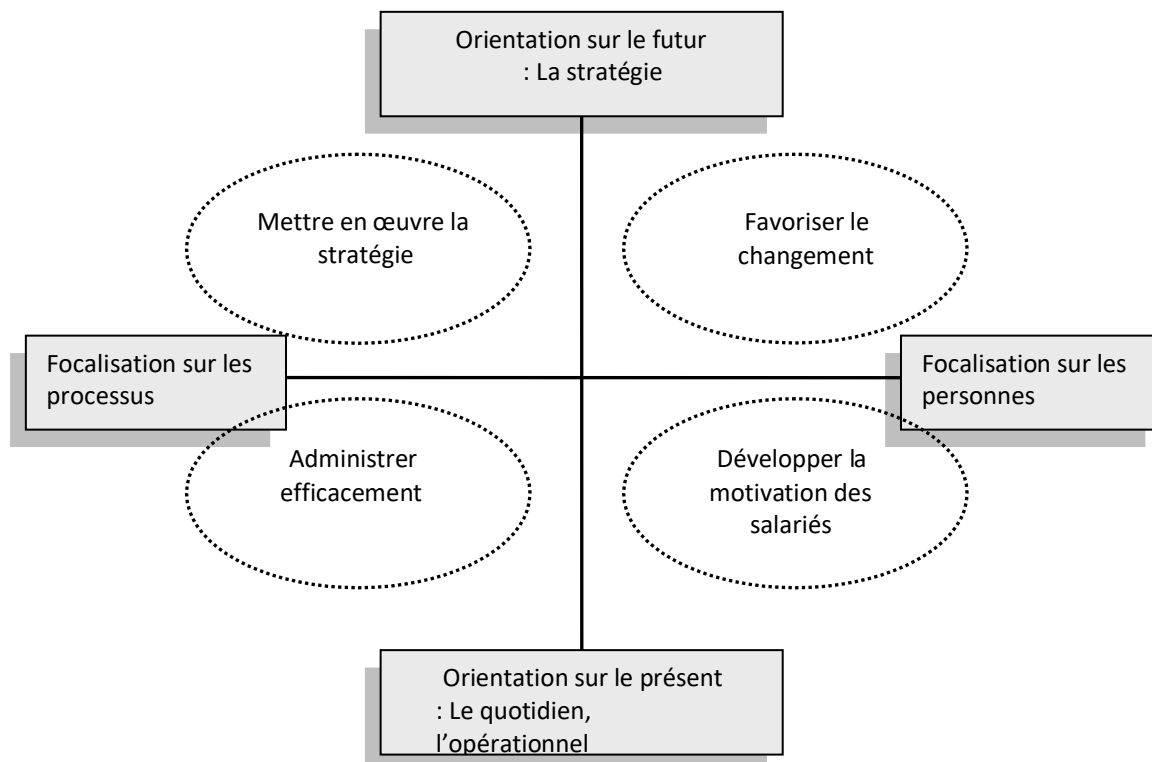 Orientation sur le futur
: La stratégie
Mettre en œuvre la
stratégie
Favoriser le
changement
Focalisation sur les
processus
Focalisation sur les
personnes
Administrer
efficacement
Développer la
motivation des
salariés
Orientation sur le présent
: Le quotidien,
l’opérationnel